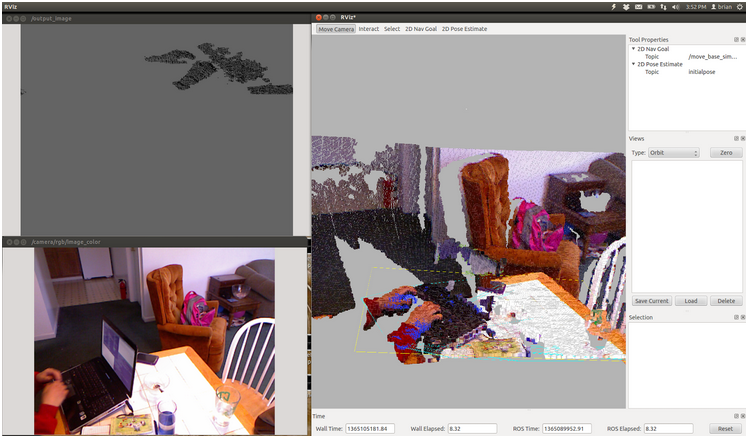 RViz
3:52 PM
brian
/output_image
RViz*
Move Camera
Interact
Select
2D Nav Goal
2D Pose Estimate
Tool Properties
2D Nav Goal
Topic
/move_base_sim...
2D Pose Estimate
Topic
initialpose
Views
Type:
Orbit
Zero
/camera/rgb/image_color
Save Current
Load
Delete
Selection
Time
Wall Time:
1365105181.84
Wall Elapsed:
8.32
ROS Time:
1365089952.91
ROS Elapsed:
8.32
Reset